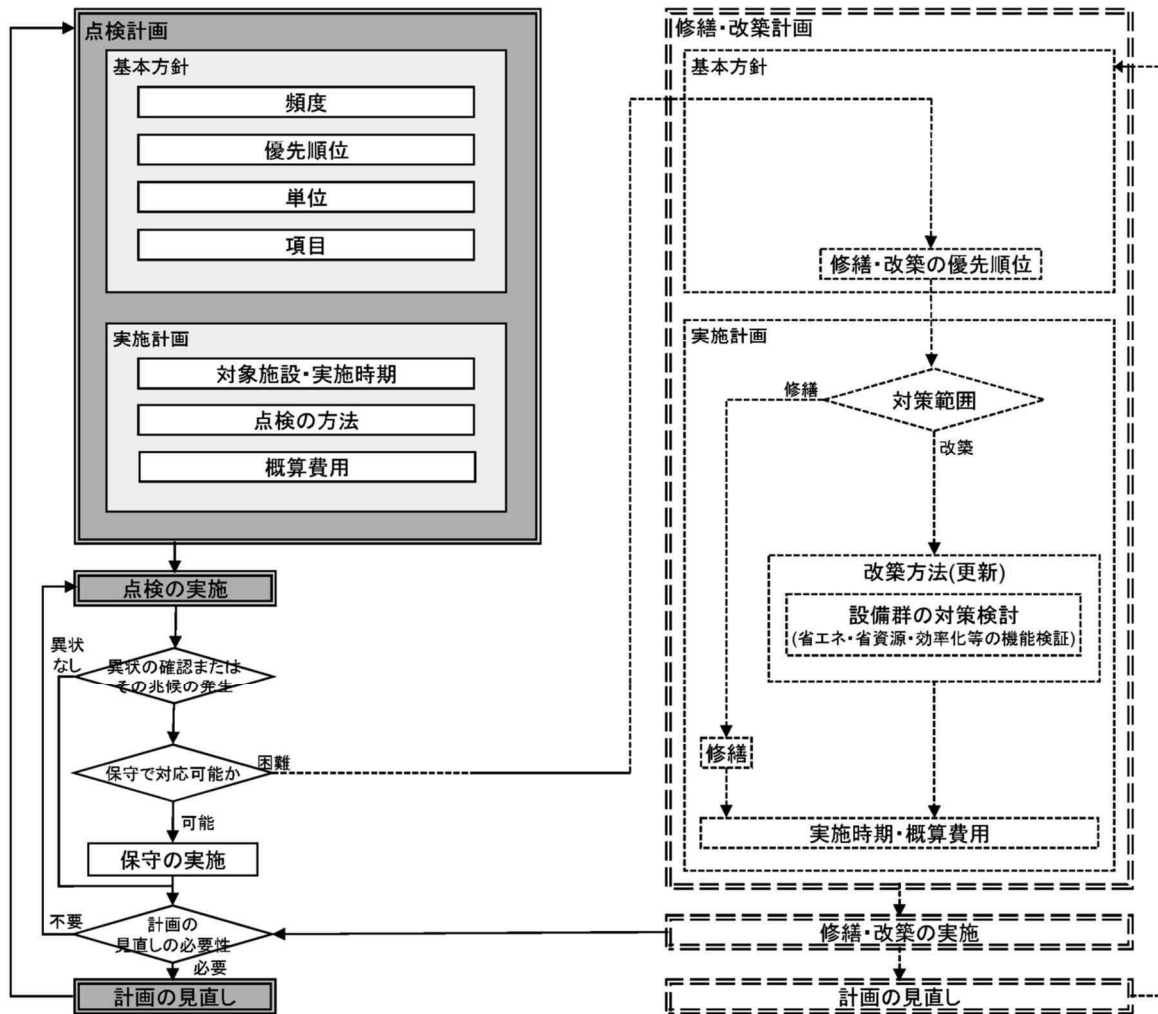 点検計画
基本方針
頻度
優先順位
単位
項目
実施計画
対象施設・実施時期
点検の方法
概算費用
点検の実施
異状
なし
異状の確認または
その兆候の発生
保守で対応可能か
困難
可能
保守の実施
不要
計画の
見直しの必要性
必要
計画の見直し
修繕・改築計画
基本方針
修繕・改築の優先順位
実施計画
修繕
対策範囲
改築
改築方法(更新)
設備群の対策検討
(省エネ・省資源・効率化等の機能検証)
修繕
実施時期・概算費用
修繕・改築の実施
計画の見直し